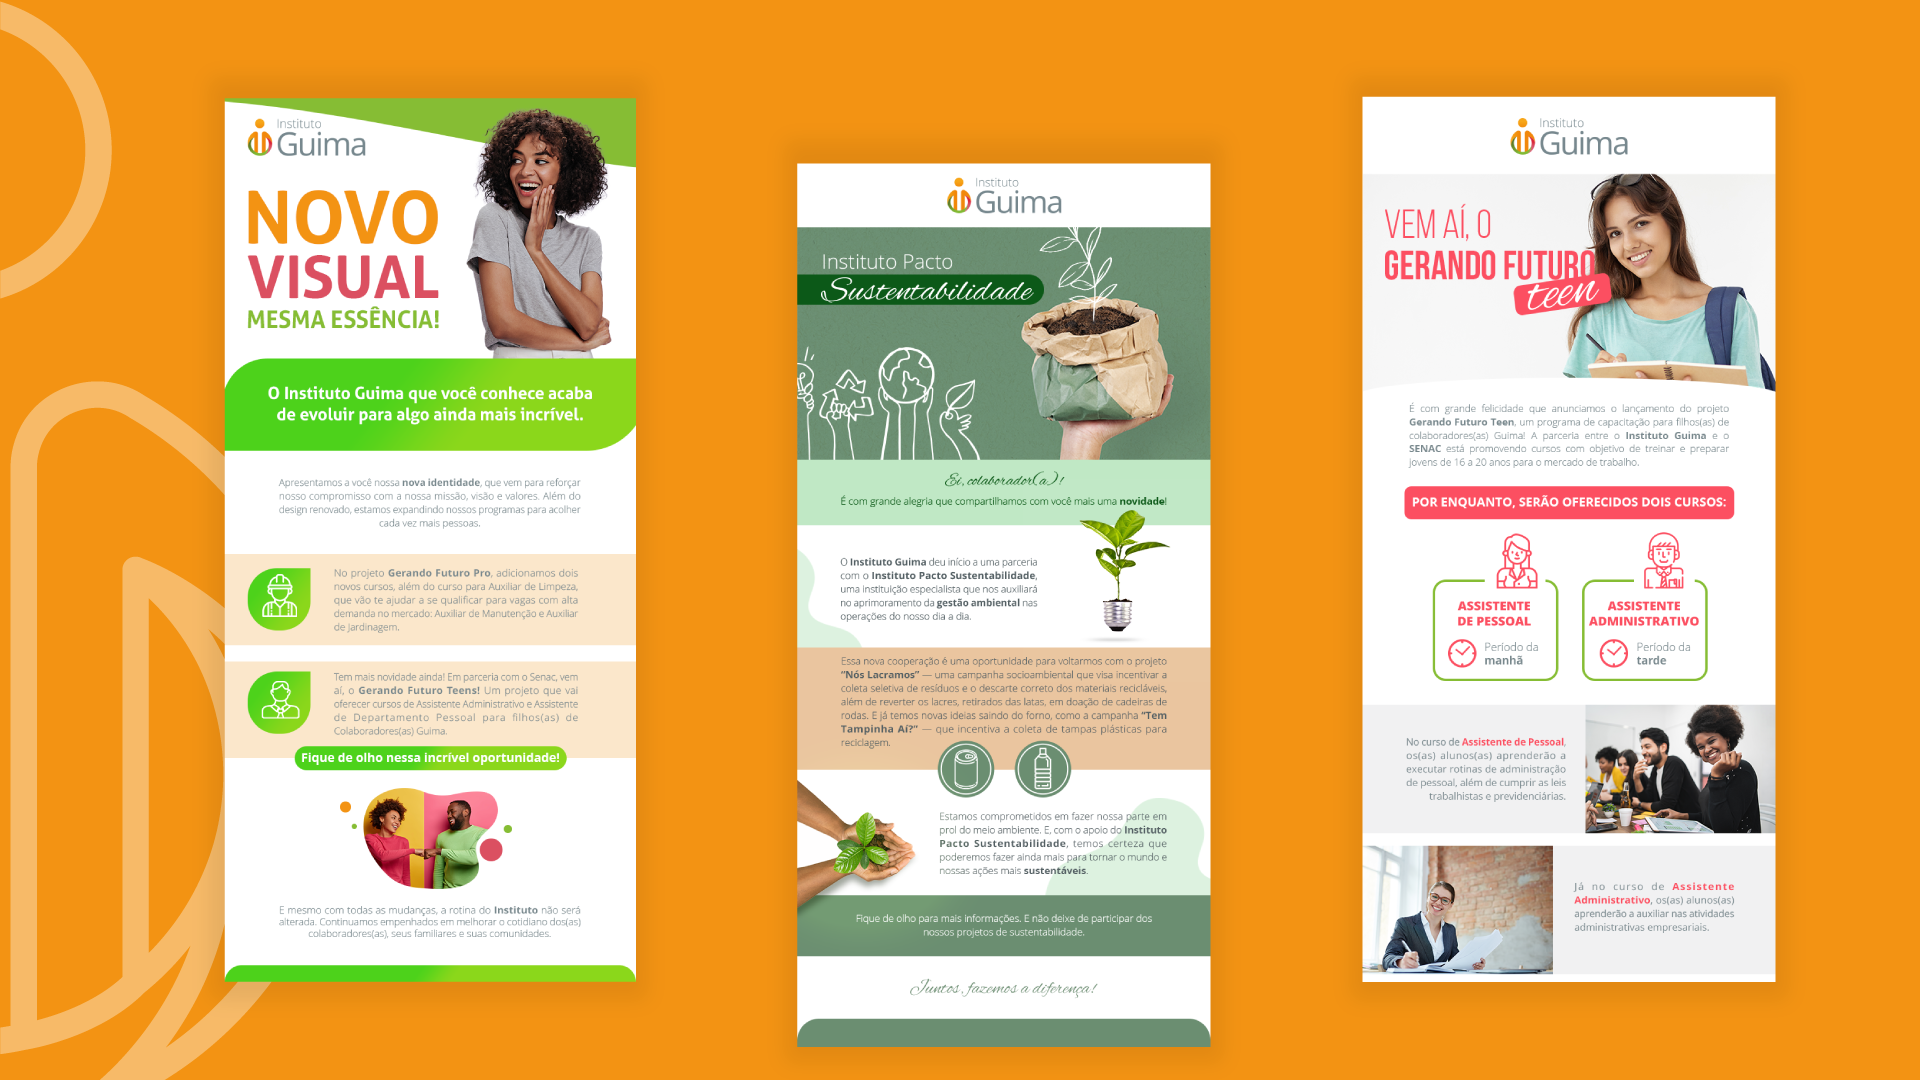 Instituto
Guima
NOVO
VISUAL
MESMA ESSÊNCIA!
O Instituto Guima que você conhece acaba
de evoluir para algo ainda mais incrível.
Apresentamos a você nossa nova identidade, que vem para reforçar
nosso compromisso com a nossa missão, visão e valores. Além do
design renovado, estamos expandindo nossos programas para acolher
cada vez mais pessoas.
No projeto Gerando Futuro Pro, adicionamos dois
novos cursos, além do curso para Auxiliar de Limpeza,
que vão te ajudar a se qualificar para vagas com alta
demanda no mercado: Auxiliar de Manutenção e Auxiliar
de Jardinagem.
Tem mais novidade ainda! Em parceria com o Senac, vem
aí, o Gerando Futuro Teens! Um projeto que vai
oferecer cursos de Assistente Administrativo e Assistente
de Departamento Pessoal para filhos(as) de
Colaboradores(as) Guima.
Fique de olho nessa incrível oportunidade!
E mesmo com todas as mudanças, a rotina do Instituto não será
alterada. Continuamos empenhados em melhorar o cotidiano dos(as)
colaboradores(as), seus familiares e suas comunidades.
Instituto
Guima
Instituto Pacto
Sustentabilidade
Ei, colaborador(a)!
É com grande alegria que compartilhamos com você mais uma novidade!
O Instituto Guima deu início a uma parceria
com o Instituto Pacto Sustentabilidade,
uma instituição especialista que nos auxiliará
no aprimoramento da gestão ambiental nas
operações do nosso dia a dia.
Essa nova cooperação é uma oportunidade para voltarmos com o projeto
"Nós Lacramos" — uma campanha socioambiental que visa incentivar a
coleta seletiva de resíduos e o descarte correto dos materiais recicláveis,
além de reverter os lacres, retirados das latas, em doação de cadeiras de
rodas. E já temos novas ideias saindo do forno, como a campanha "Tem
Tampinha Aí?" — que incentiva a coleta de tampas plásticas para
reciclagem.
Estamos comprometidos em fazer nossa parte em
prol do meio ambiente. E, com o apoio do Instituto
Pacto Sustentabilidade, temos certeza que
poderemos fazer ainda mais para tornar o mundo e
nossas ações mais sustentáveis.
Fique de olho para mais informações. E não deixe de participar dos
nossos projetos de sustentabilidade.
Juntos, fazemos a diferença!
Instituto
Guima
VEM AÍ, O
GERANDO FUTURO
teen
É com grande felicidade que anunciamos o lançamento do projeto
Gerando Futuro Teen, um programa de capacitação para filhos(as) de
colaboradores(as) Guima! A parceria entre o Instituto Guima e o
SENAC está promovendo cursos com objetivo de treinar e preparar
jovens de 16 a 20 anos para o mercado de trabalho.
POR ENQUANTO, SERÃO OFERECIDOS DOIS CURSOS:
ASSISTENTE
DE PESSOAL
Período da
manhã
ASSISTENTE
ADMINISTRATIVO
Período da
tarde
No curso de Assistente de Pessoal,
os(as) alunos(as) aprenderão a
executar rotinas de administração
de pessoal, além de cumprir as leis
trabalhistas e previdenciárias.
Já no curso de Assistente
Administrativo, os(as) alunos(as)
aprenderão a auxiliar nas atividades
administrativas empresariais.